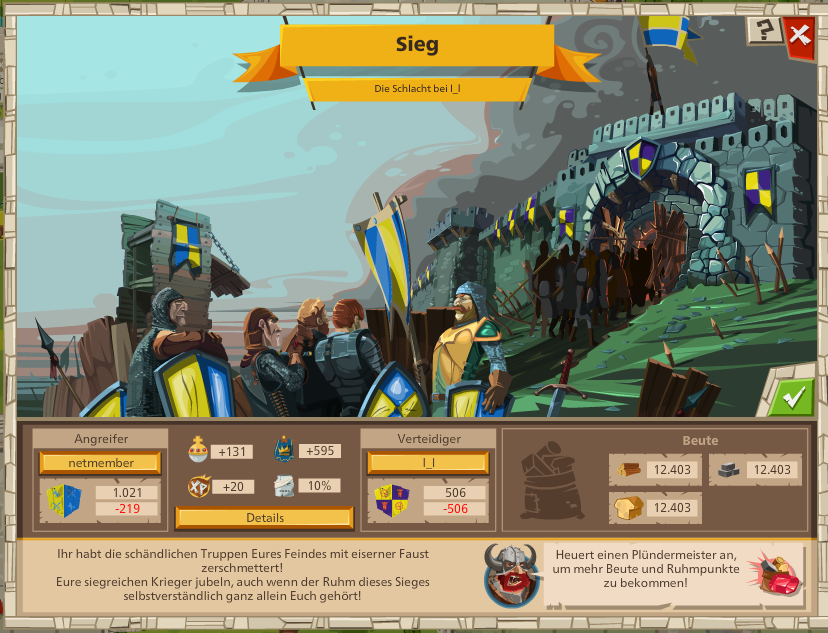 Sieg
?
Die Schlacht bei l_l
Angreifer
netmember
1.021
-219
+131
+595
XP
+20
10%
Details
Verteidiger
l_l
506
-506
Beute
12.403
12.403
12.403
Ihr habt die schändlichen Truppen Eures Feindes mit eiserner Faust
zerschmettert!
Eure siegreichen Krieger jubeln, auch wenn der Ruhm dieses Sieges
selbstverständlich ganz allein Euch gehört!
Heuert einen Plündermeister an,
um mehr Beute und Ruhmpunkte
zu bekommen!